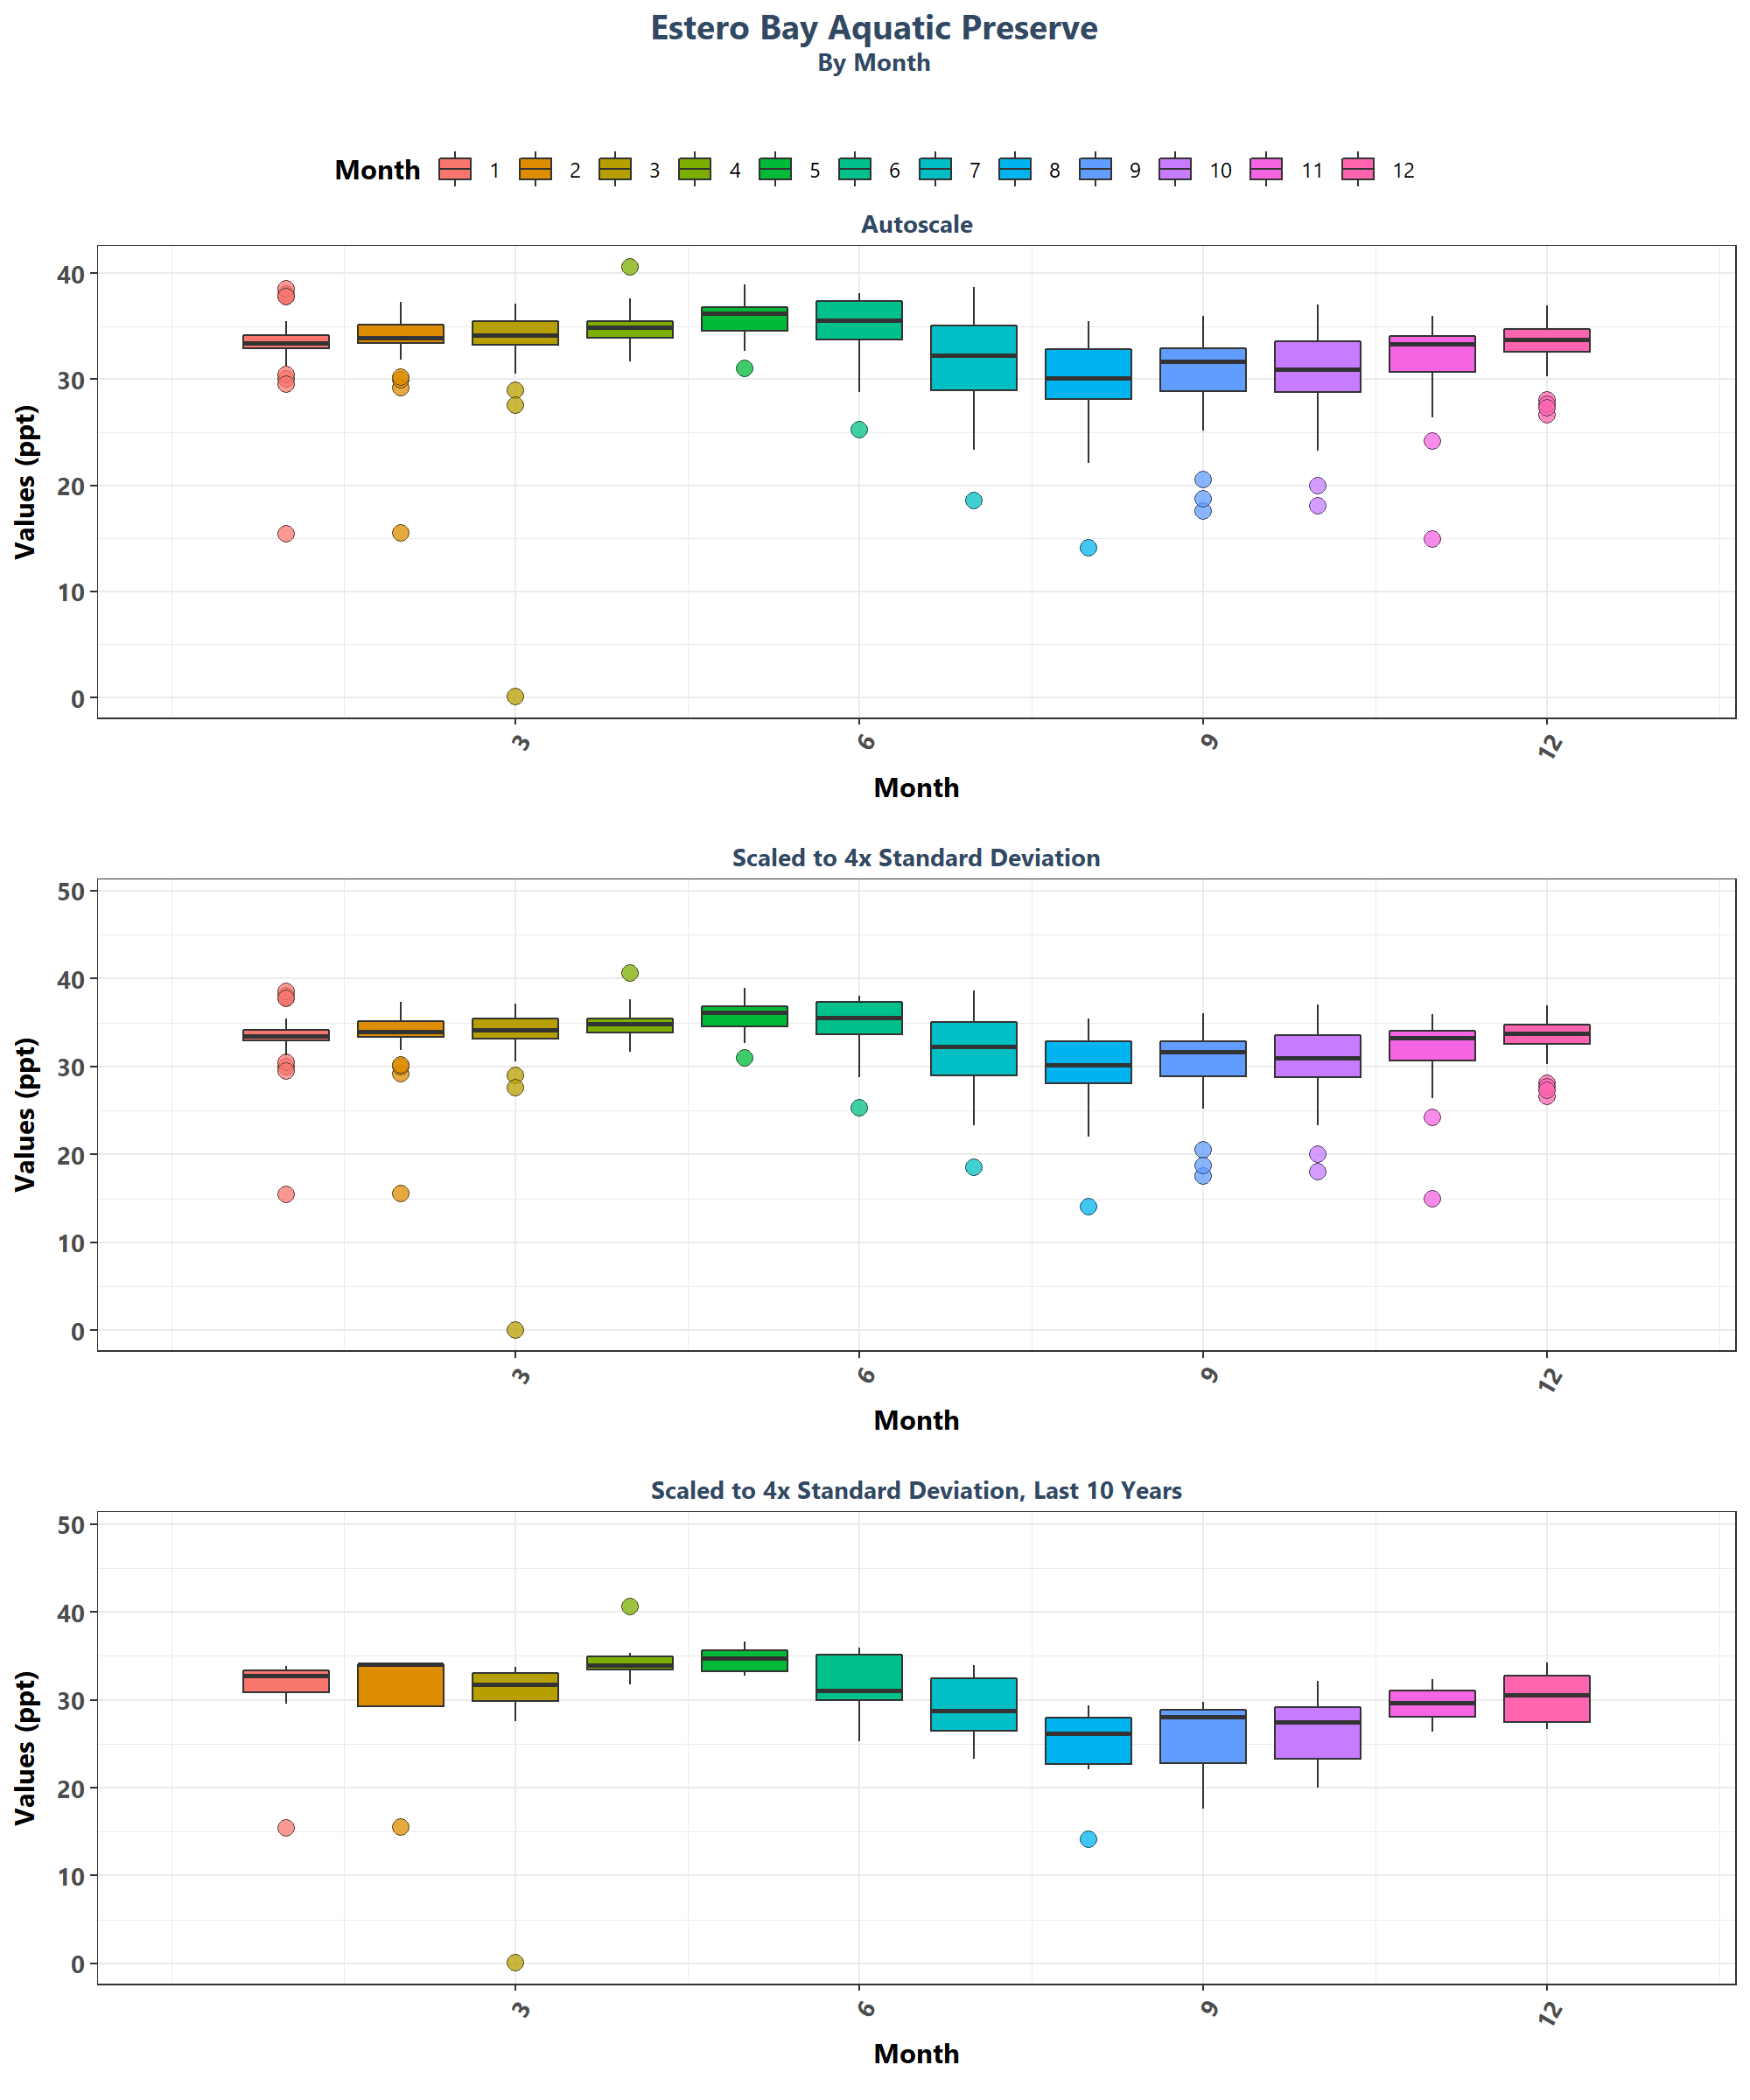 Estero Bay Aquatic Preserve
By Month
Month 1 2 3 4 5 6 7 8 9 10 11 12
Autoscale
Values (ppt)
40
30
20
10
0
3 6 9 12
Month
Scaled to 4x Standard Deviation
Values (ppt)
50
40
30
20
10
0
3 6 9 12
Month
Scaled to 4x Standard Deviation, Last 10 Years
Values (ppt)
50
40
30
20
10
0
3 6 9 12
Month